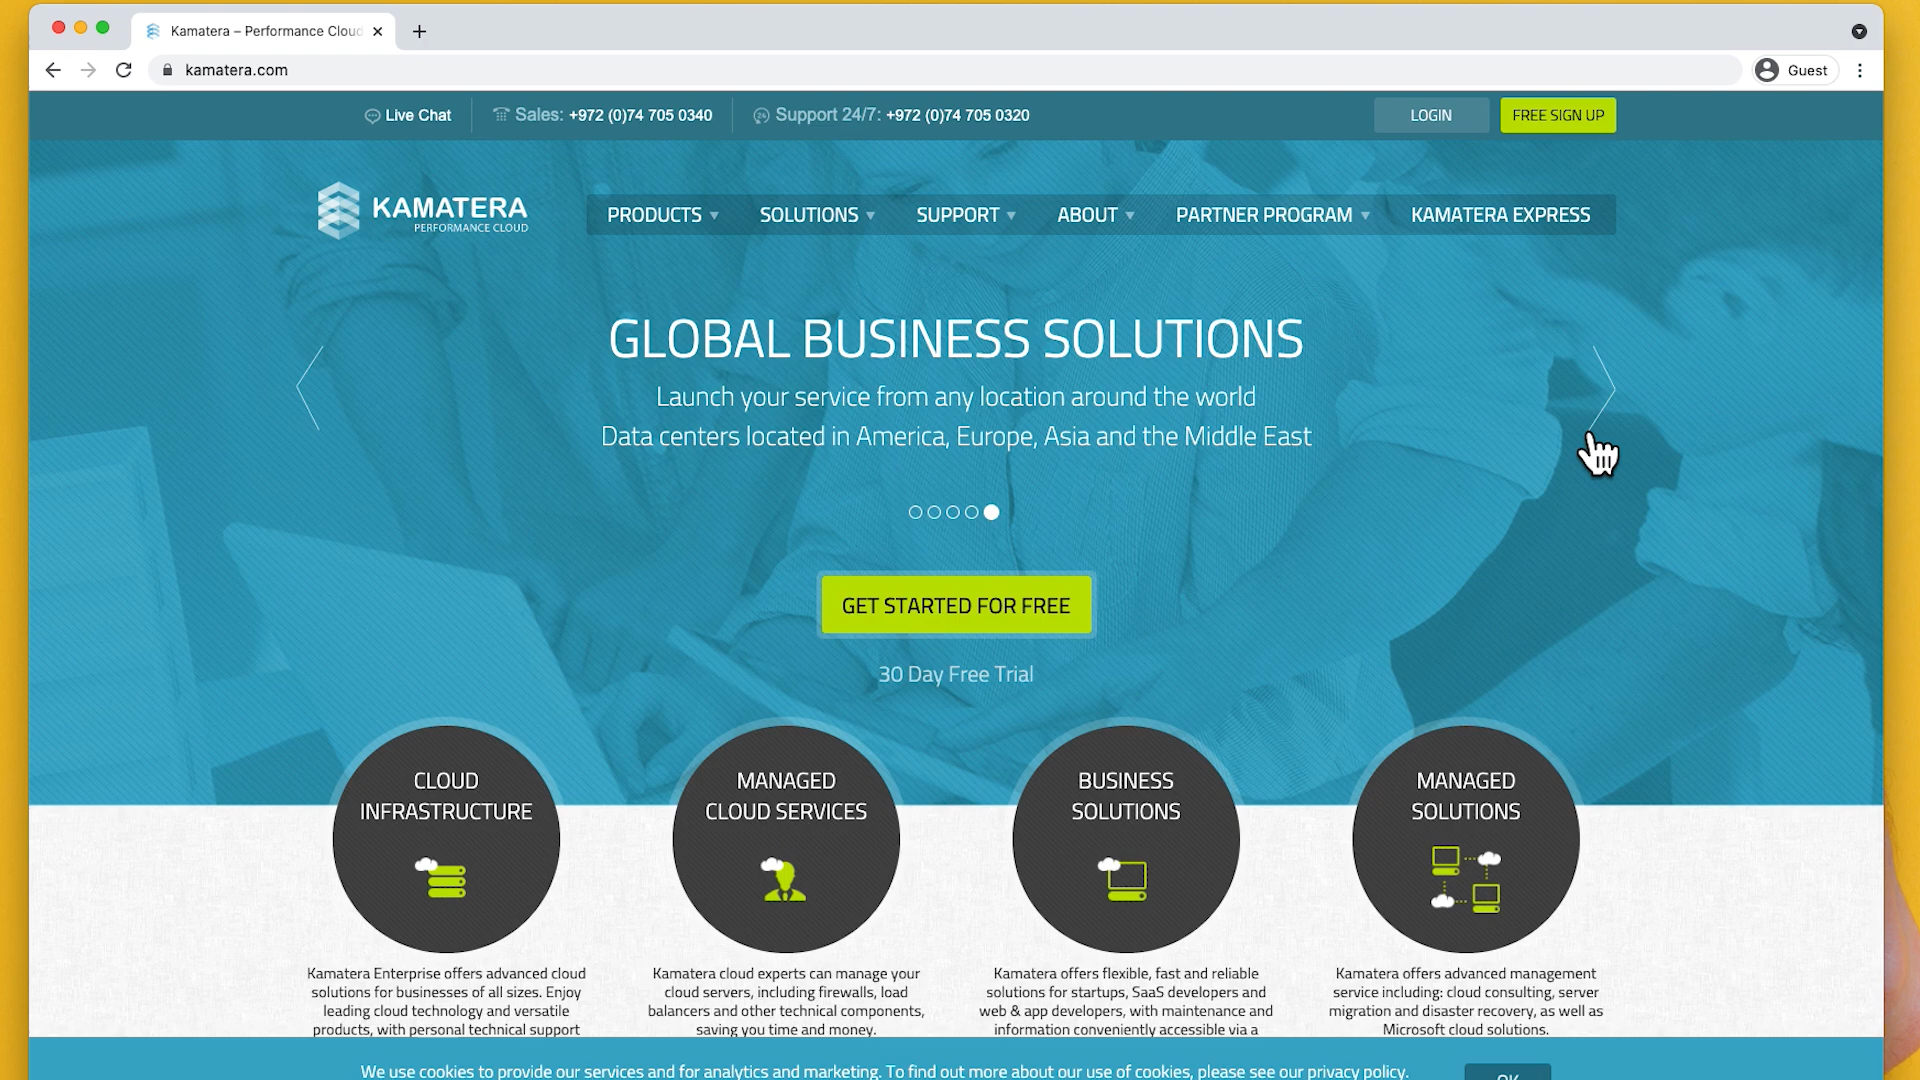 Kamatera – Performance Cloud
kamatera.com
Guest
Live Chat
Sales: +972 (0)74 705 0340
Support 24/7: +972 (0)74 705 0320
LOGIN
FREE SIGN UP
KAMATERA
PERFORMANCE CLOUD
PRODUCTS
SOLUTIONS
SUPPORT
ABOUT
PARTNER PROGRAM
KAMATERA EXPRESS
GLOBAL BUSINESS SOLUTIONS
Launch your service from any location around the world
Data centers located in America, Europe, Asia and the Middle East
GET STARTED FOR FREE
30 Day Free Trial
CLOUD
INFRASTRUCTURE
Kamatera Enterprise offers advanced cloud
solutions for businesses of all sizes. Enjoy
leading cloud technology and versatile
products, with personal technical support
MANAGED
CLOUD SERVICES
Kamatera cloud experts can manage your
cloud servers, including firewalls, load
balancers and other technical components,
saving you time and money.
BUSINESS
SOLUTIONS
Kamatera offers flexible, fast and reliable
solutions for startups, SaaS developers and
web & app developers, with maintenance and
information conveniently accessible via a
MANAGED
SOLUTIONS
Kamatera offers advanced management
service including: cloud consulting, server
migration and disaster recovery, as well as
Microsoft cloud solutions.
We use cookies to provide our services and for analytics and marketing. To find out more about our use of cookies, please see our privacy policy.
OK